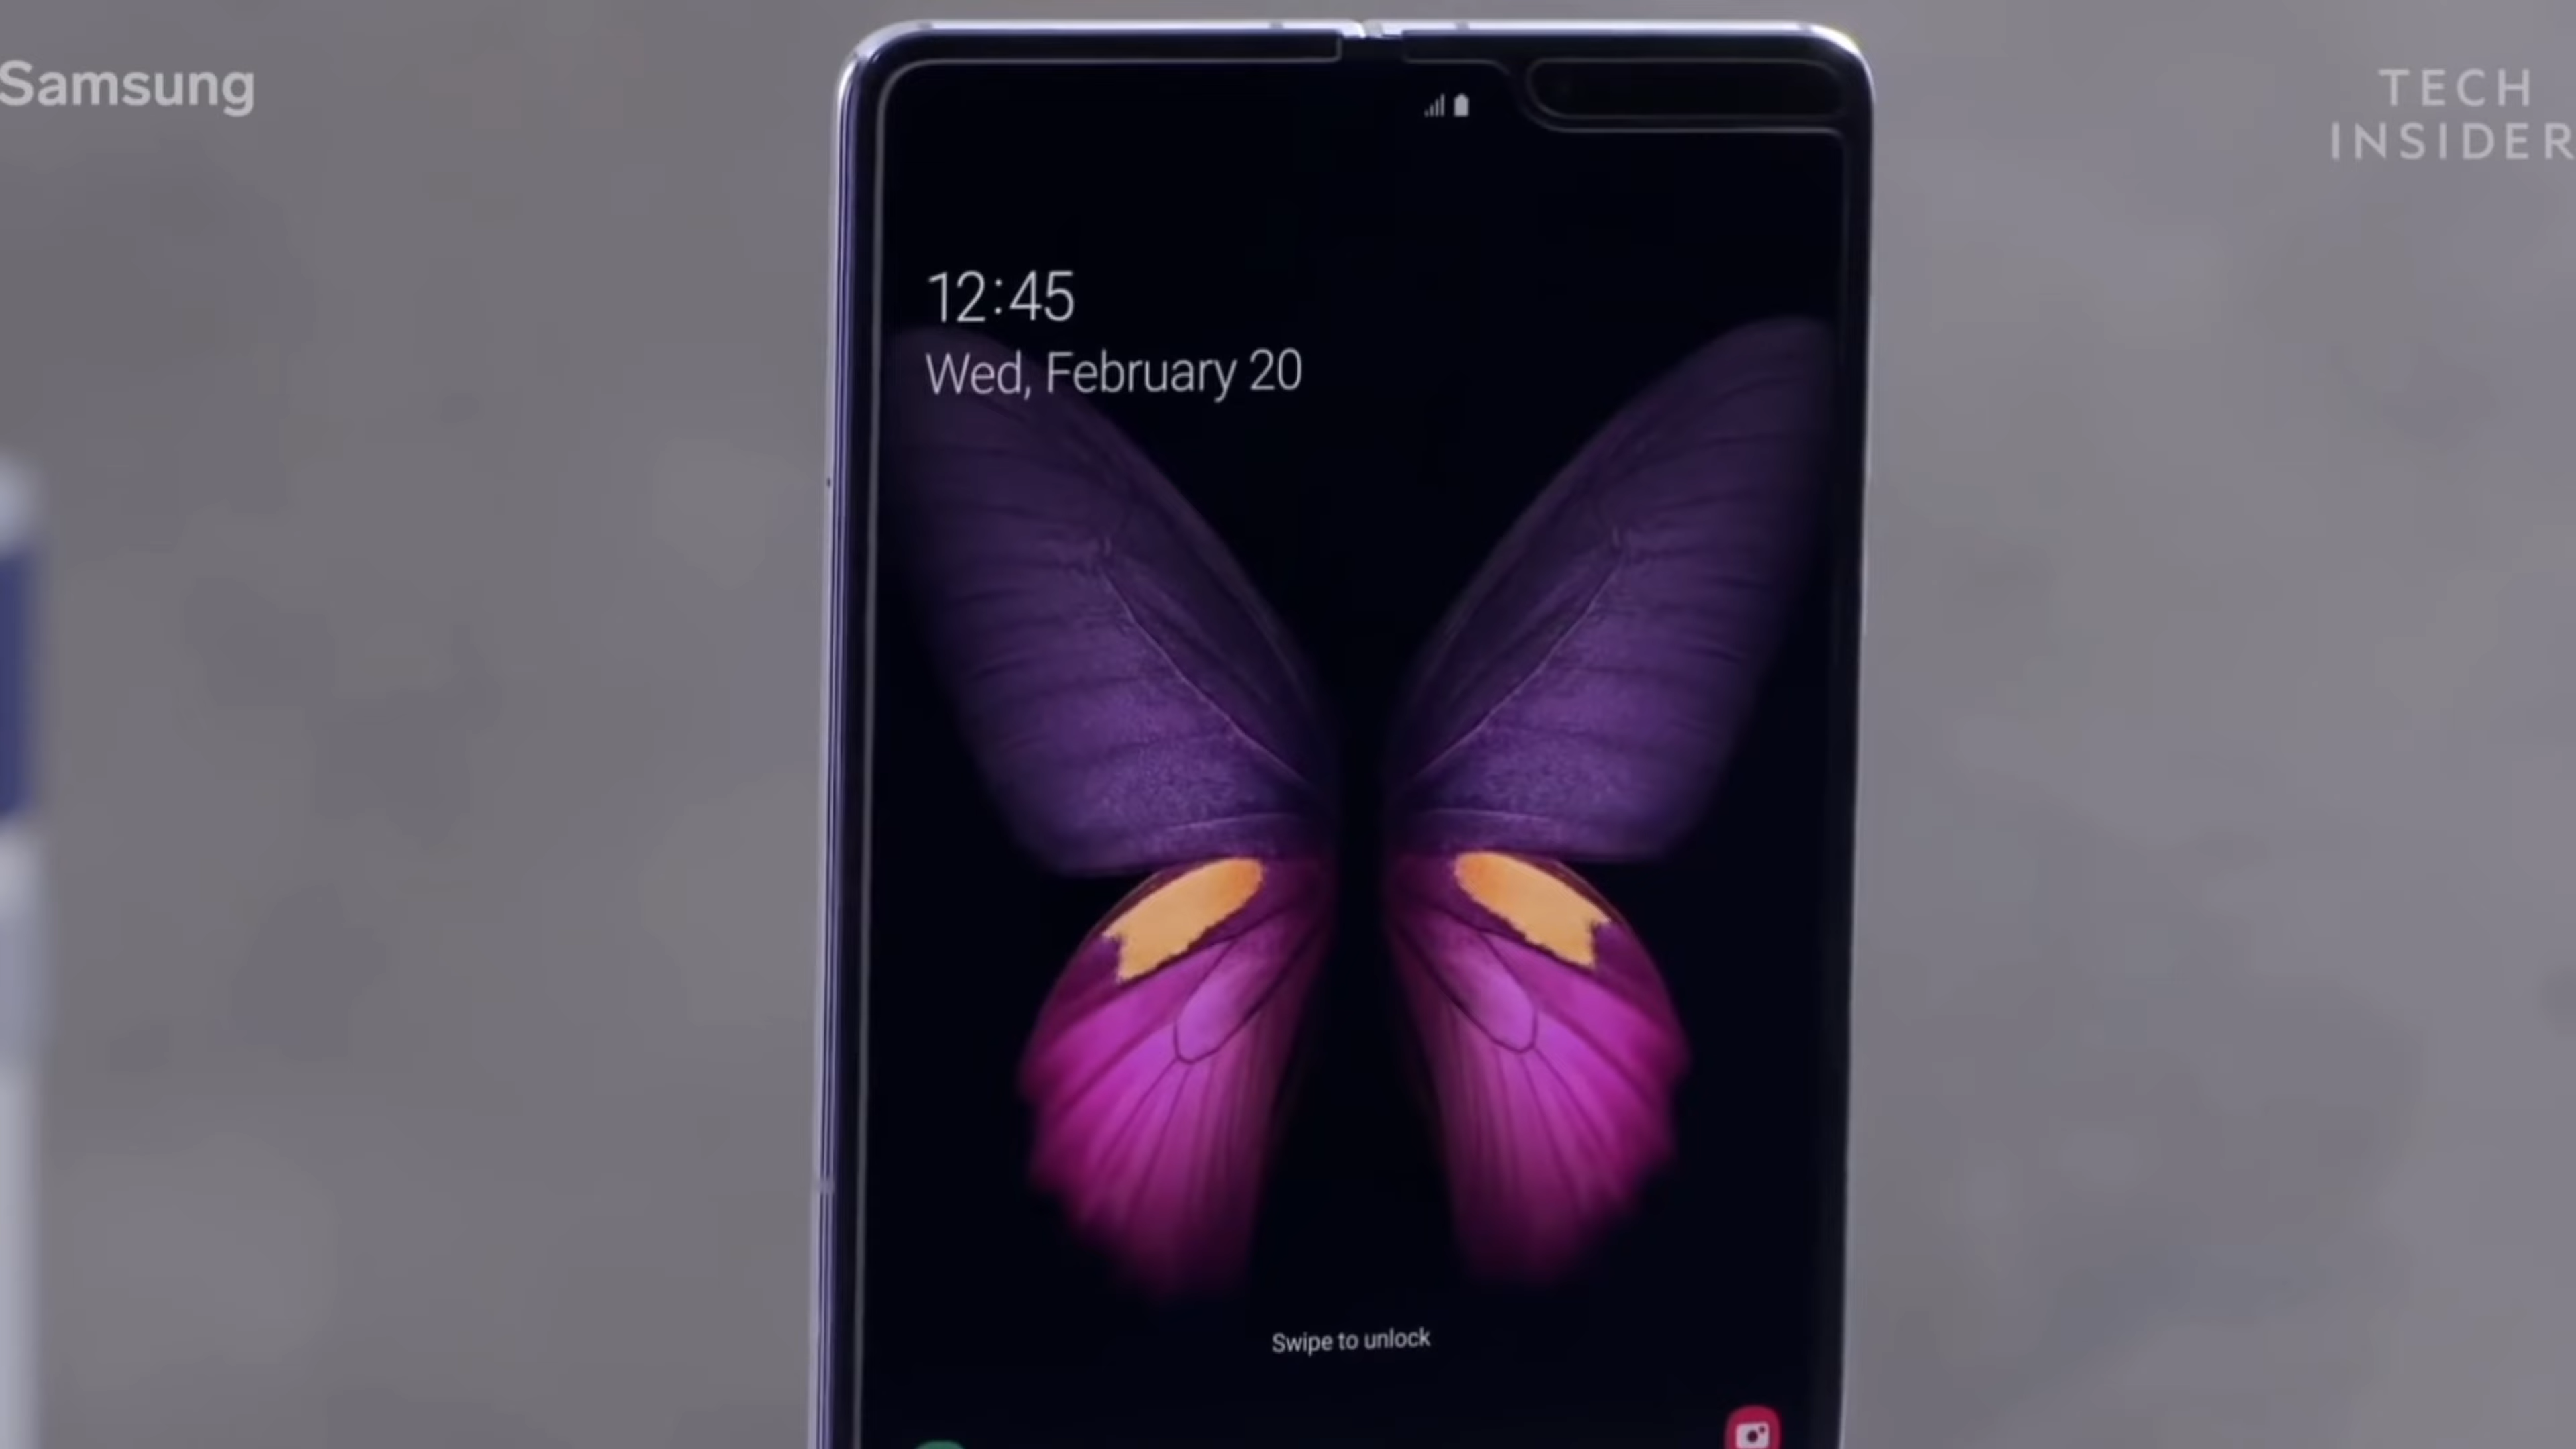 Samsung
TECH
INSIDER
12:45
Wed, February 20
Swipe to unlock